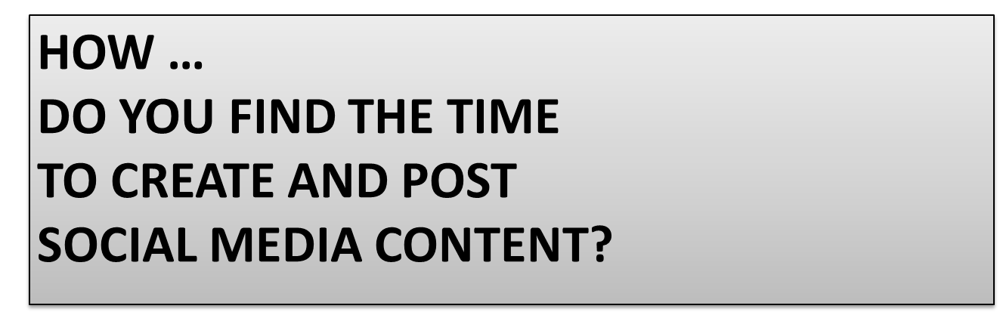 HOW …
DO YOU FIND THE TIME
TO CREATE AND POST
SOCIAL MEDIA CONTENT?